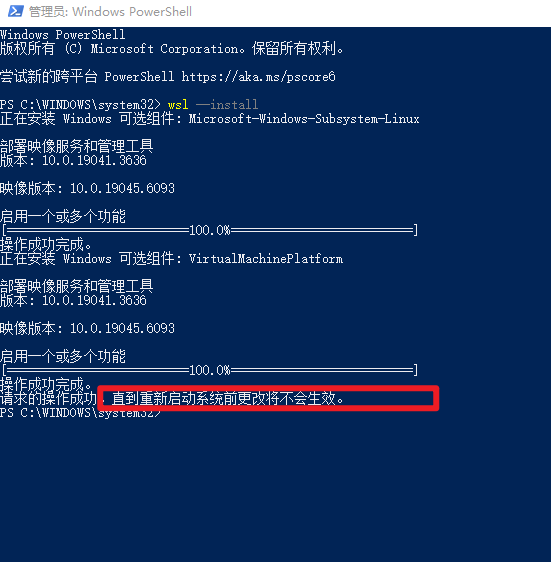 管理员: Windows PowerShell
Windows PowerShell
版权所有 (C) Microsoft Corporation。保留所有权利。
尝试新的跨平台 PowerShell https://aka.ms/pscore6
PS C:\WINDOWS\system32> wsl --install
正在安装 Windows 可选组件: Microsoft-Windows-Subsystem-Linux
部署映像服务和管理工具
版本: 10.0.19041.3636
映像版本: 10.0.19045.6093
启用一个或多个功能
[==========================100.0%==========================]
操作成功完成。
正在安装 Windows 可选组件: VirtualMachinePlatform
部署映像服务和管理工具
版本: 10.0.19041.3636
映像版本: 10.0.19045.6093
启用一个或多个功能
[==========================100.0%==========================]
操作成功完成。
请求的操作成功。直到重新启动系统前更改将不会生效。
PS C:\WINDOWS\system32>